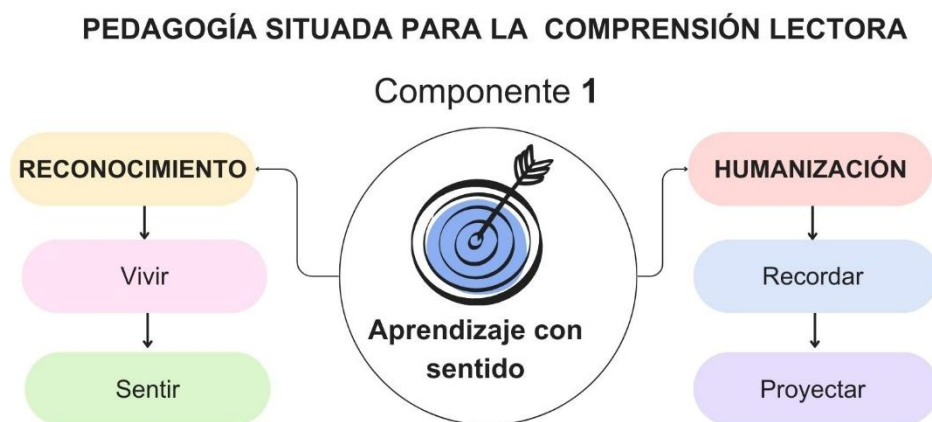 PEDAGOGÍA SITUADA PARA LA COMPRENSIÓN LECTORA
Componente 1
RECONOCIMIENTO
Vivir
Sentir
Aprendizaje con
sentido
HUMANIZACIÓN
Recordar
Proyectar